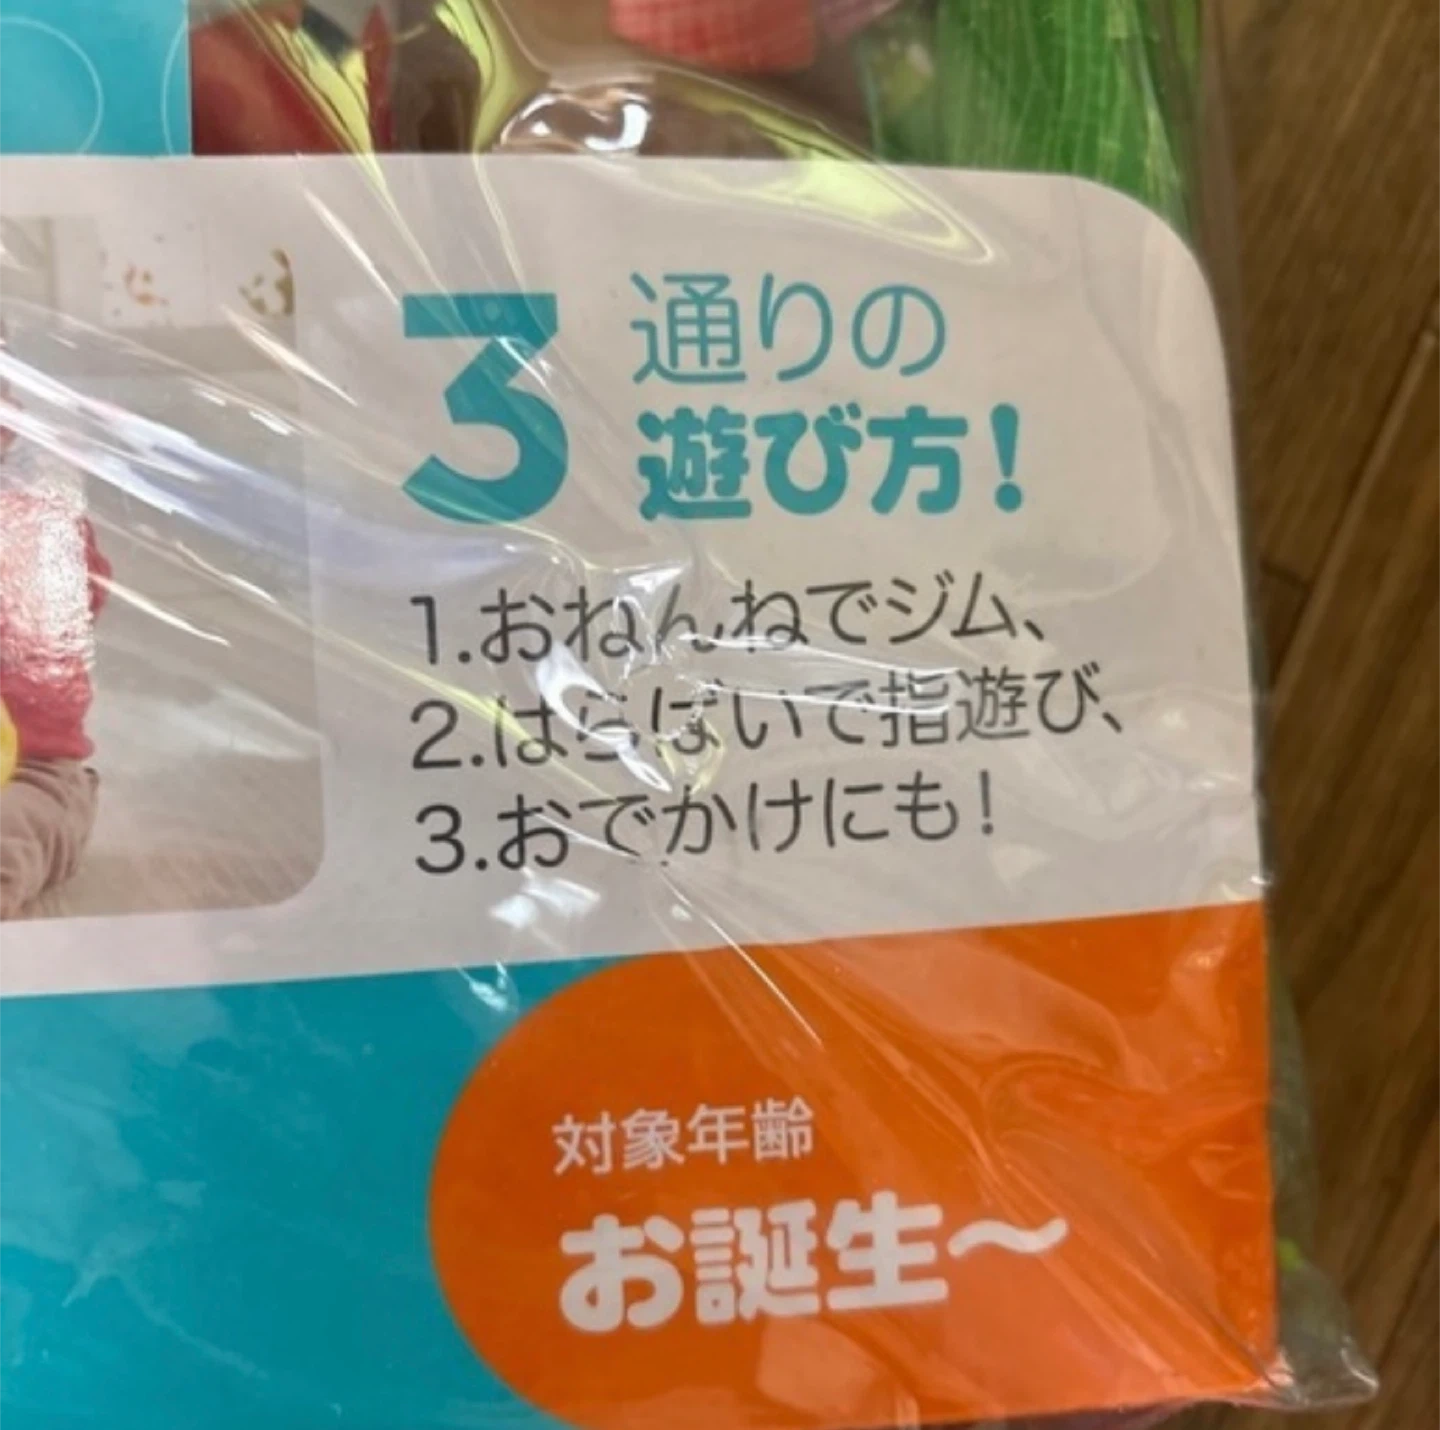 3 通りの
遊び方!
1.おねんねでジム、
2.はらばいで指遊び、
3.おでかけにも!
対象年齢
お誕生～